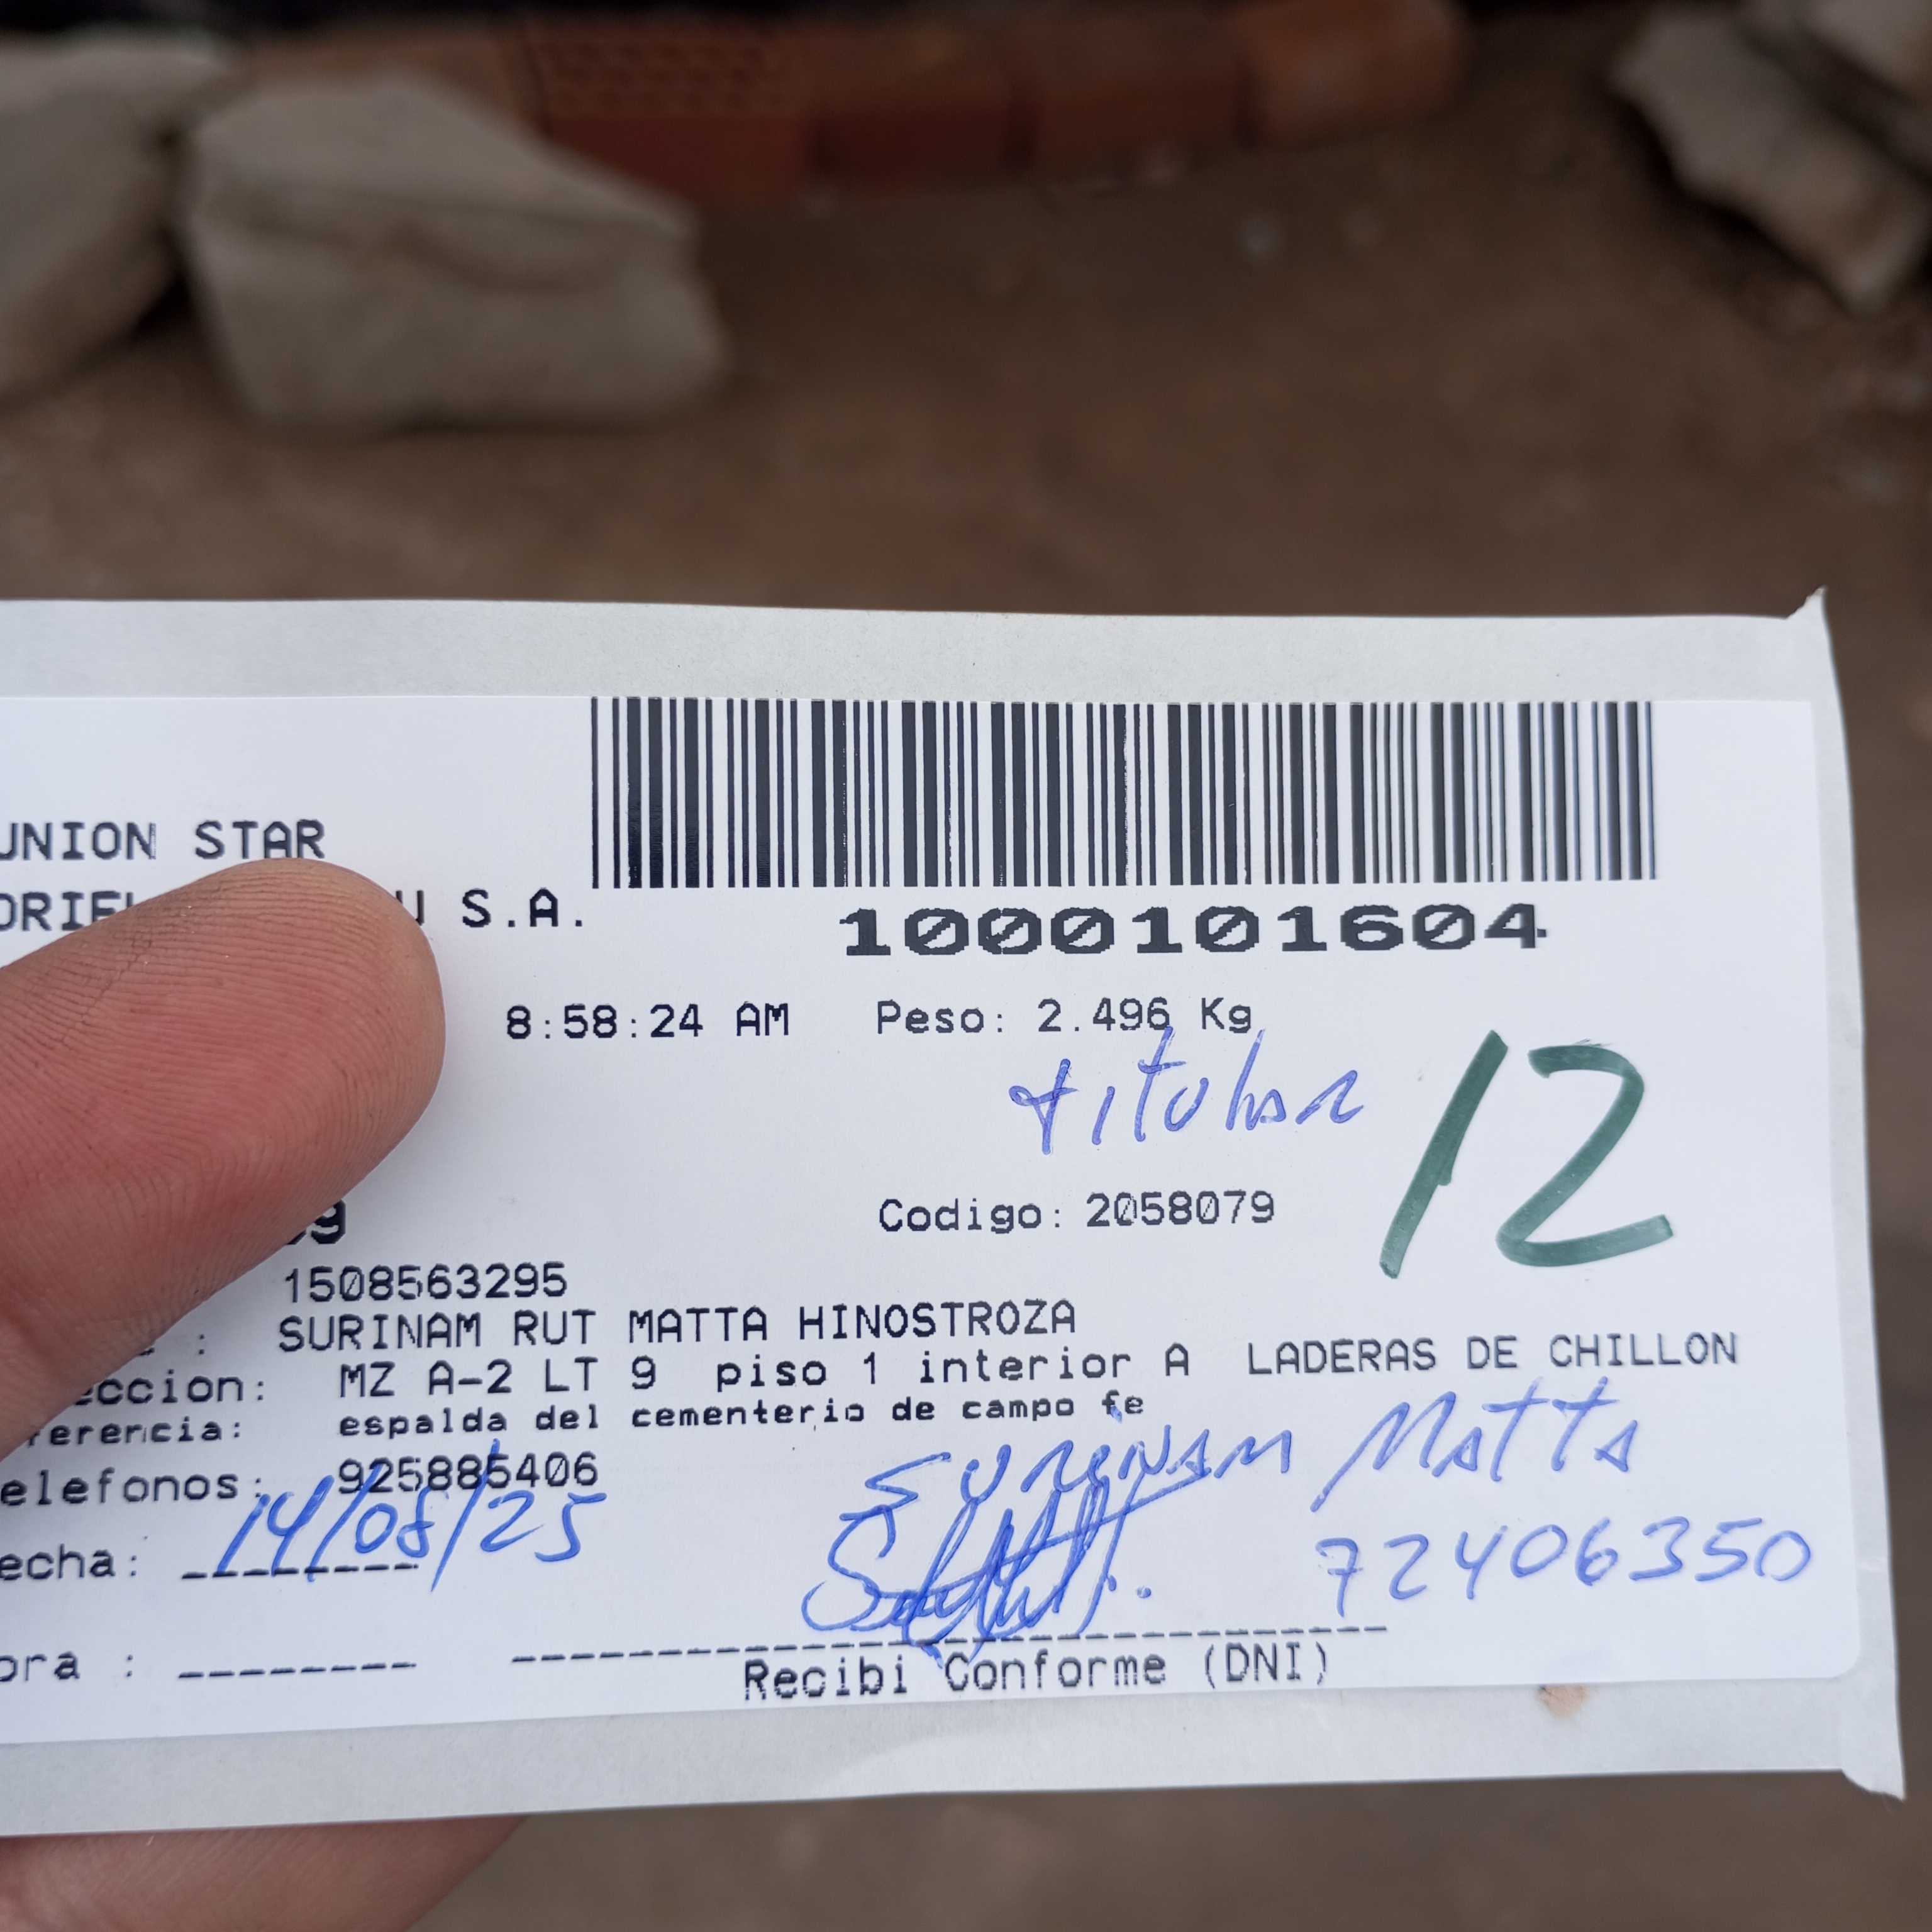 UNION STAR
S.A.
1000101604
8:58:24 AM Peso: 2.496 Kg
titular
12
Codigo: 2058079
1508563295
SURINAM RUT MATTA HINOSTROZA
eccion: MZ A-2 LT 9 piso 1 interior A LADERAS DE CHILLON
erencia: espalda del cementerio de campo fe
elefonos: 925885406
SURINAM MATTA
echa: 14/08/25
72406350
ora :
Recibi Conforme (DNI)